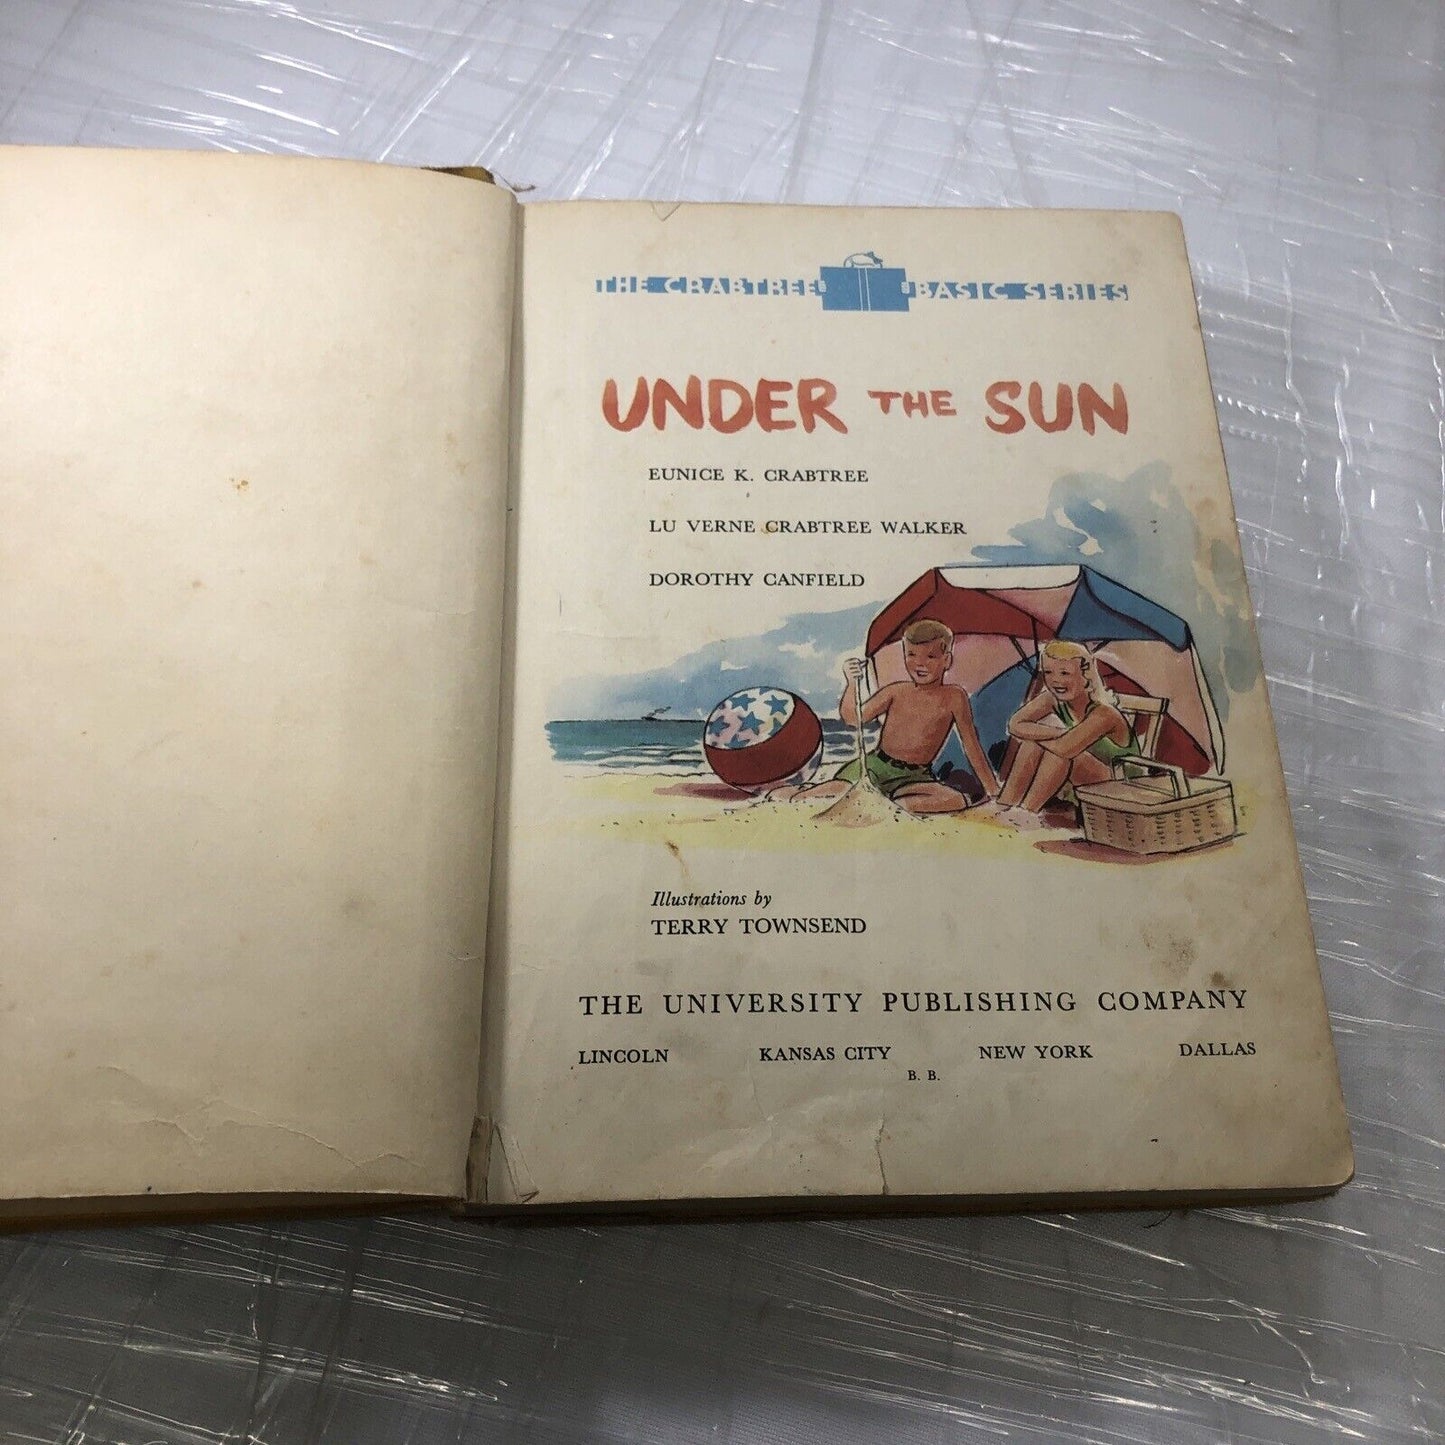 THE CRABTREE BASIC SERIES
UNDER THE SUN
EUNICE K. CRABTREE
LU VERNE CRABTREE WALKER
DOROTHY CANFIELD
Illustrations by
TERRY TOWNSEND
THE UNIVERSITY PUBLISHING COMPANY
LINCOLN KANSAS CITY NEW YORK DALLAS
B. B.